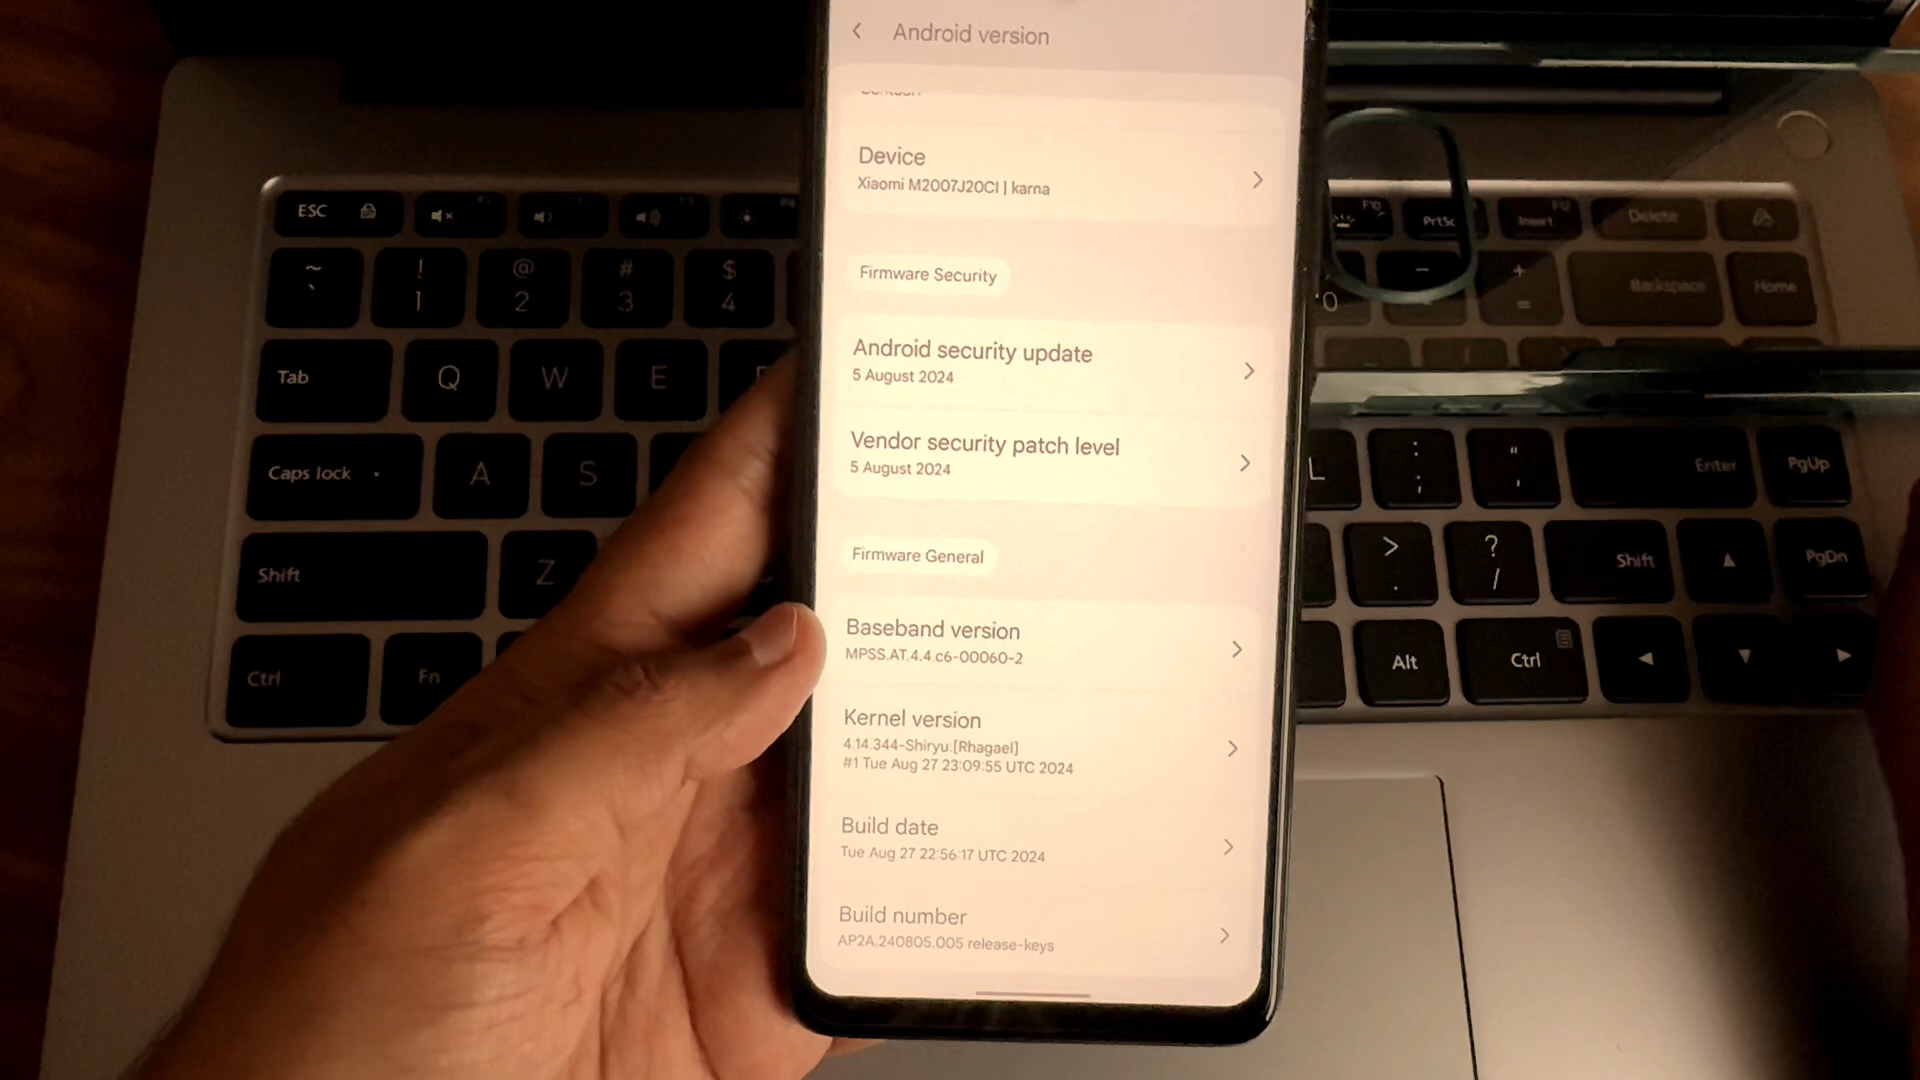 Android version
Device
Xiaomi M2007J20CI | karna
Firmware Security
Android security update
5 August 2024
Vendor security patch level
5 August 2024
Firmware General
Baseband version
MPSS.AT.4.4.c6-00060-2
Kernel version
4.14.344-Shiryu.[Rhagael]
#1 Tue Aug 27 23:09:55 UTC 2024
Build date
Tue Aug 27 22:56:17 UTC 2024
Build number
AP2A.240805.005 release-keys
ESC
~ `
! 1
@ 2
# 3
$ 4
Tab
Q
W
E
Caps lock
A
S
Shift
Z
Ctrl
Fn
F10
PrtSc
Insert
Delete
-
+ =
Backspace
Home
L
: ;
" '
Enter
PgUp
> .
? /
Shift
PgDn
Alt
Ctrl